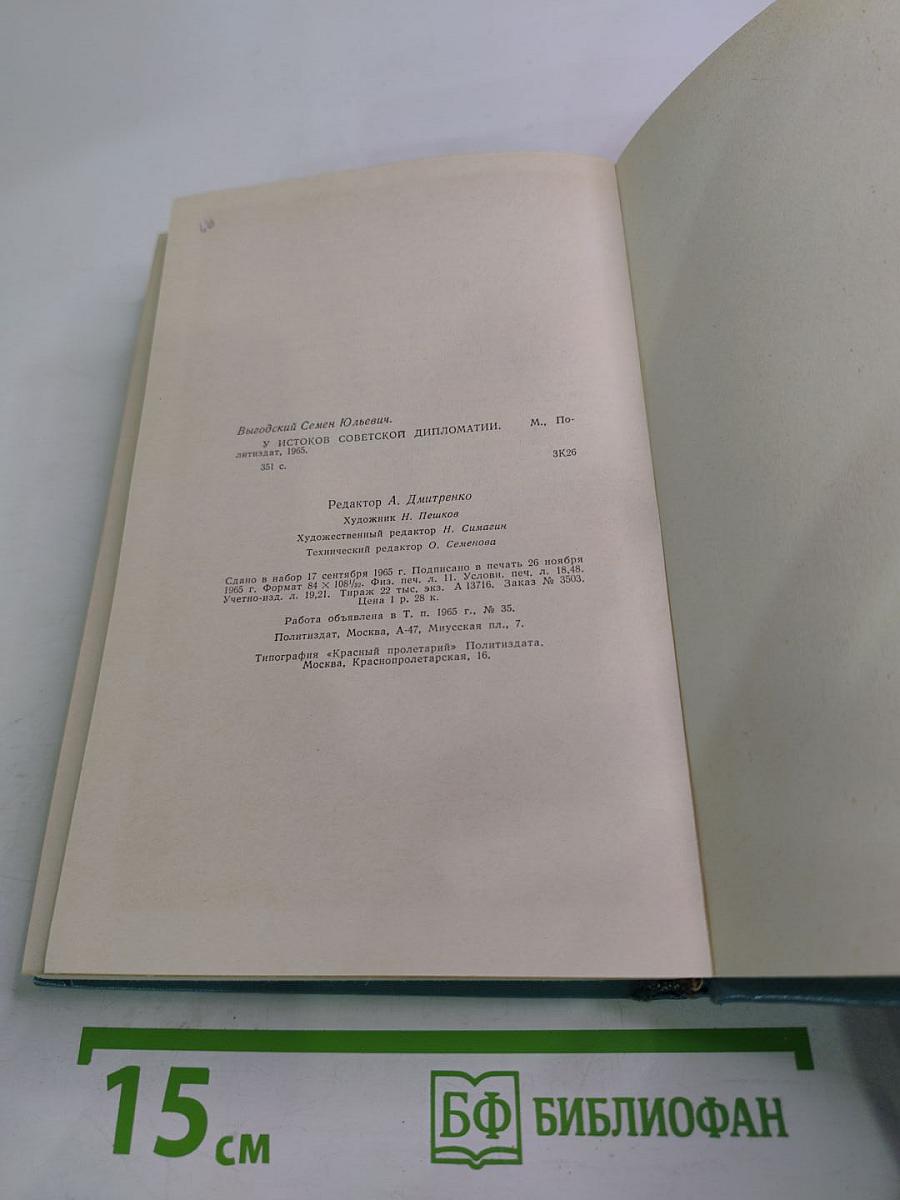 Выгодский Семен Юльевич.
У ИСТОКОВ СОВЕТСКОЙ ДИПЛОМАТИИ. М., По-
литиздат, 1965.
351 с. 3К26
Редактор А. Дмитренко
Художник Н. Пешков
Художественный редактор Н. Симагин
Технический редактор О. Семенова
Сдано в набор 17 сентября 1965 г. Подписано в печать 26 ноября
1965 г. Формат 84 × 108¹/₃₂. Физ. печ. л. 11. Условн. печ. л. 18,48.
Учетно-изд. л. 19,21. Тираж 22 тыс. экз. А 13716. Заказ № 3503.
Цена 1 р. 28 к.
Работа объявлена в Т. п. 1965 г., № 35.
Политиздат, Москва, А-47, Миусская пл., 7.
Типография «Красный пролетарий» Политиздата.
Москва, Краснопролетарская, 16.
15 см
БФ БИБЛИОФАН